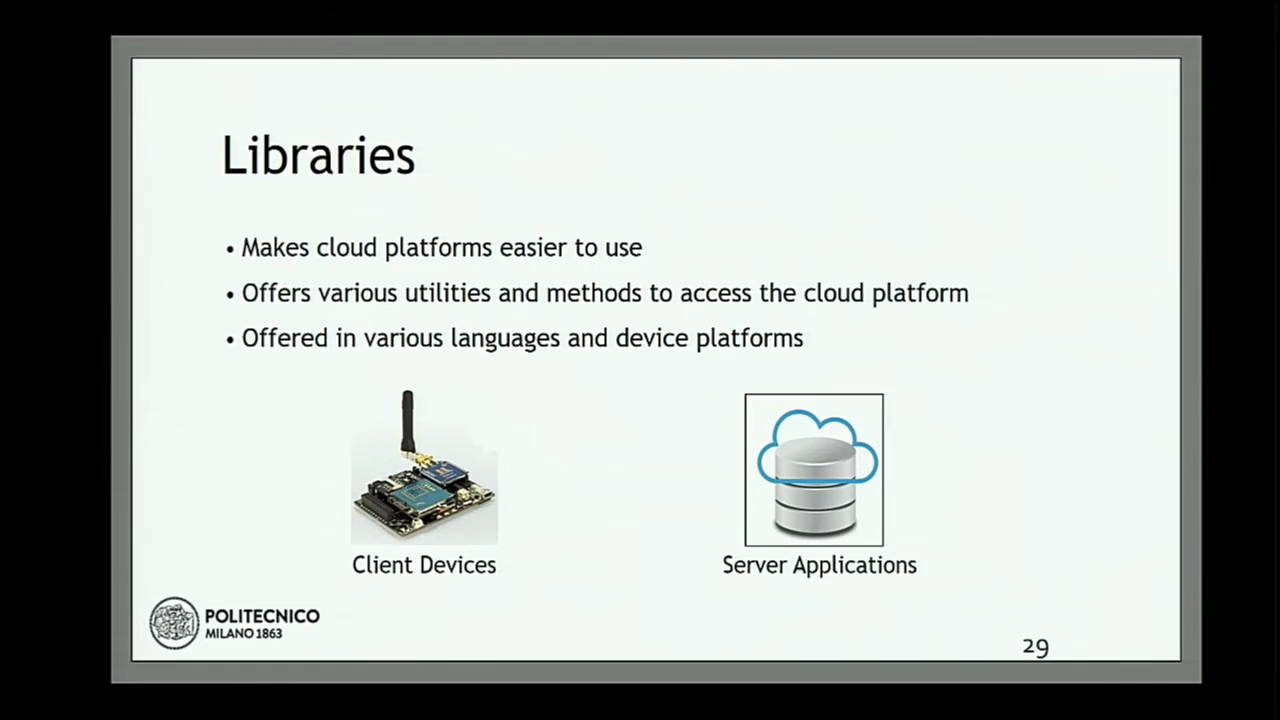 Libraries
• Makes cloud platforms easier to use
• Offers various utilities and methods to access the cloud platform
• Offered in various languages and device platforms
Client Devices
Server Applications
POLITECNICO
MILANO 1863
29